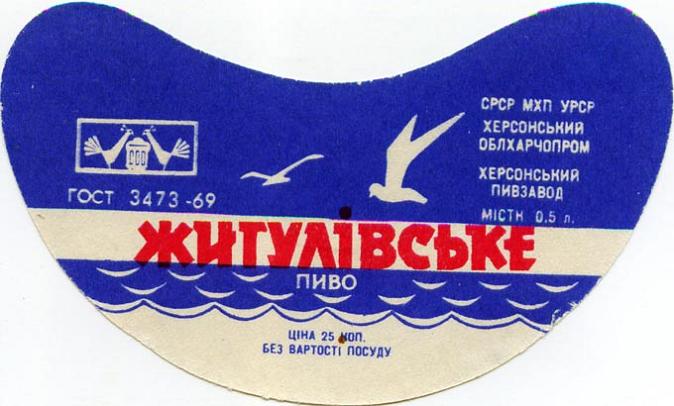 СРСР МХП УРСР
ХЕРСОНСЬКИЙ
ОБЛХАРЧОПРОМ
ХЕРСОНСЬКИЙ
ПИВЗАВОД
МІСТК 0.5 л.
ГОСТ 3473-69
ЖИГУЛІВСЬКЕ
ПИВО
ЦІНА 25 КОП.
БЕЗ ВАРТОСТІ ПОСУДУ